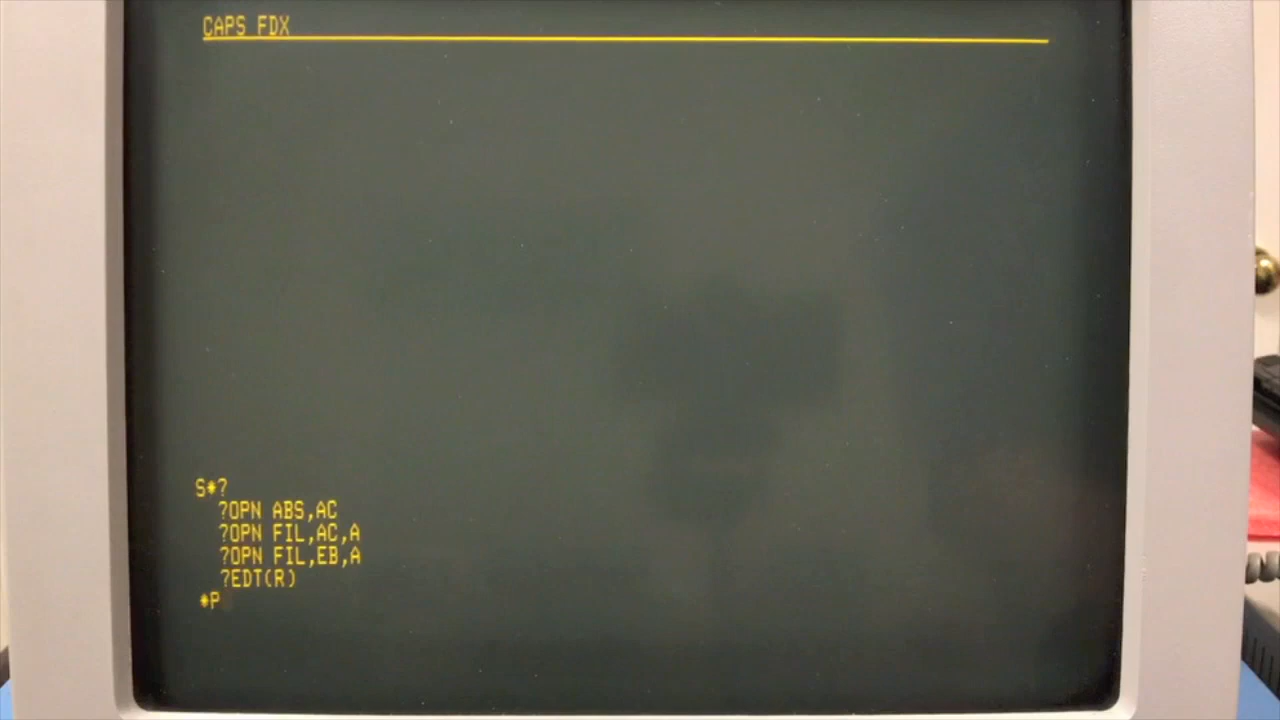 CAPS FDX
S*?
?OPN ABS,AC
?OPN FIL,AC,A
?OPN FIL,EB,A
?EDT(R)
*P